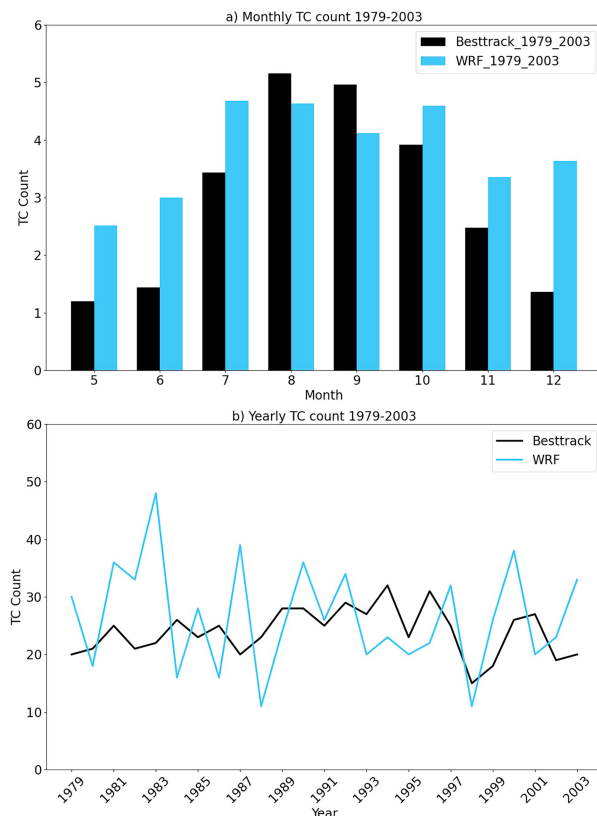 a) Monthly TC count 1979-2003
6
5
4
3
2
1
0
TC Count
Besttrack_1979_2003
WRF_1979_2003
5 6 7 8 9 10 11 12
Month
b) Yearly TC count 1979-2003
60
50
40
30
20
10
0
TC Count
Besttrack
WRF
1979 1981 1983 1985 1987 1989 1991 1993 1995 1997 1999 2001 2003
Year